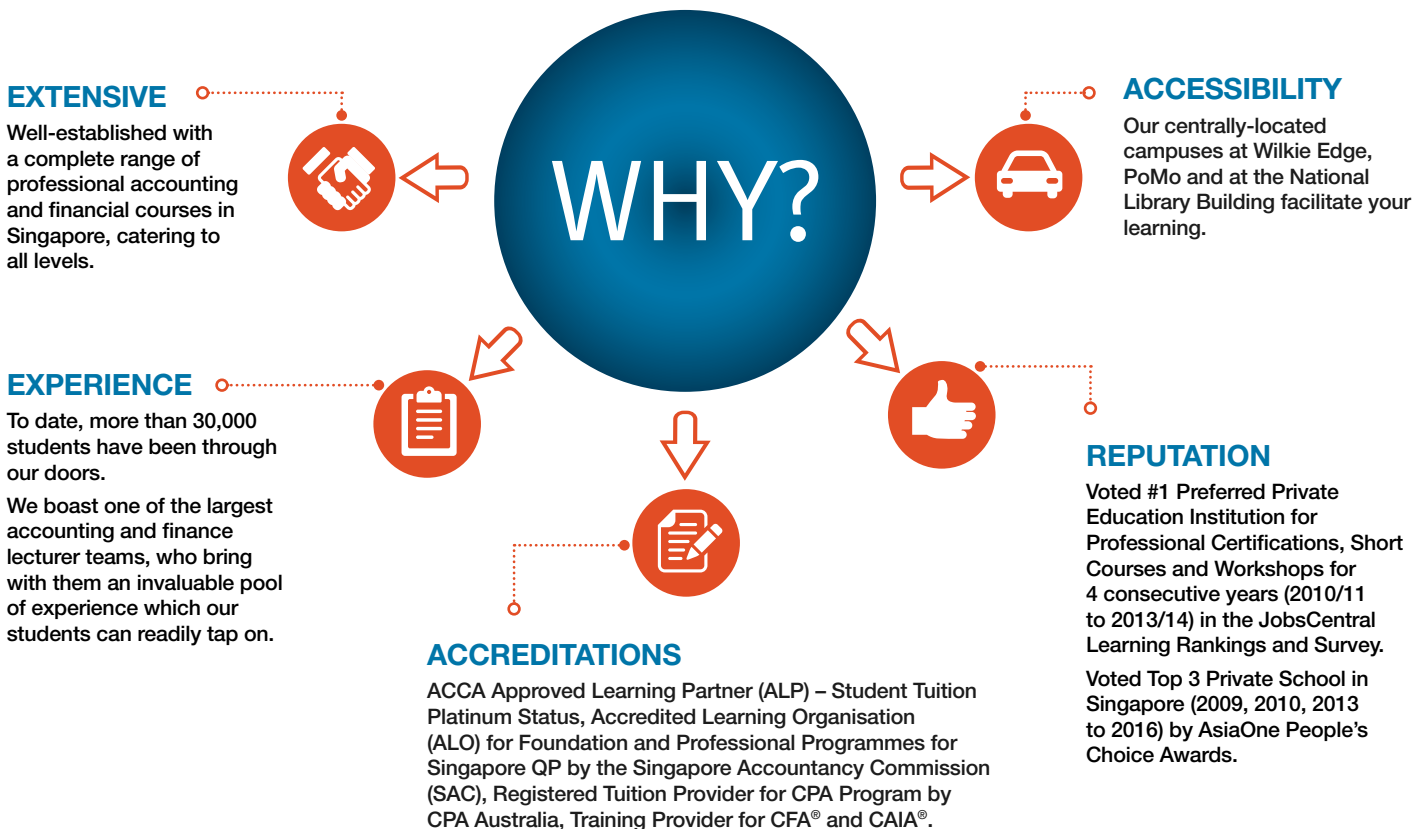 WHY?
EXTENSIVE
Well-established with
a complete range of
professional accounting
and financial courses in
Singapore, catering to
all levels.
ACCESSIBILITY
Our centrally-located
campuses at Wilkie Edge,
PoMo and at the National
Library Building facilitate your
learning.
EXPERIENCE
To date, more than 30,000
students have been through
our doors.
We boast one of the largest
accounting and finance
lecturer teams, who bring
with them an invaluable pool
of experience which our
students can readily tap on.
ACCREDITATIONS
ACCA Approved Learning Partner (ALP) – Student Tuition
Platinum Status, Accredited Learning Organisation
(ALO) for Foundation and Professional Programmes for
Singapore QP by the Singapore Accountancy Commission
(SAC), Registered Tuition Provider for CPA Program by
CPA Australia, Training Provider for CFA® and CAIA®.
REPUTATION
Voted #1 Preferred Private
Education Institution for
Professional Certifications, Short
Courses and Workshops for
4 consecutive years (2010/11
to 2013/14) in the JobsCentral
Learning Rankings and Survey.
Voted Top 3 Private School in
Singapore (2009, 2010, 2013
to 2016) by AsiaOne People’s
Choice Awards.